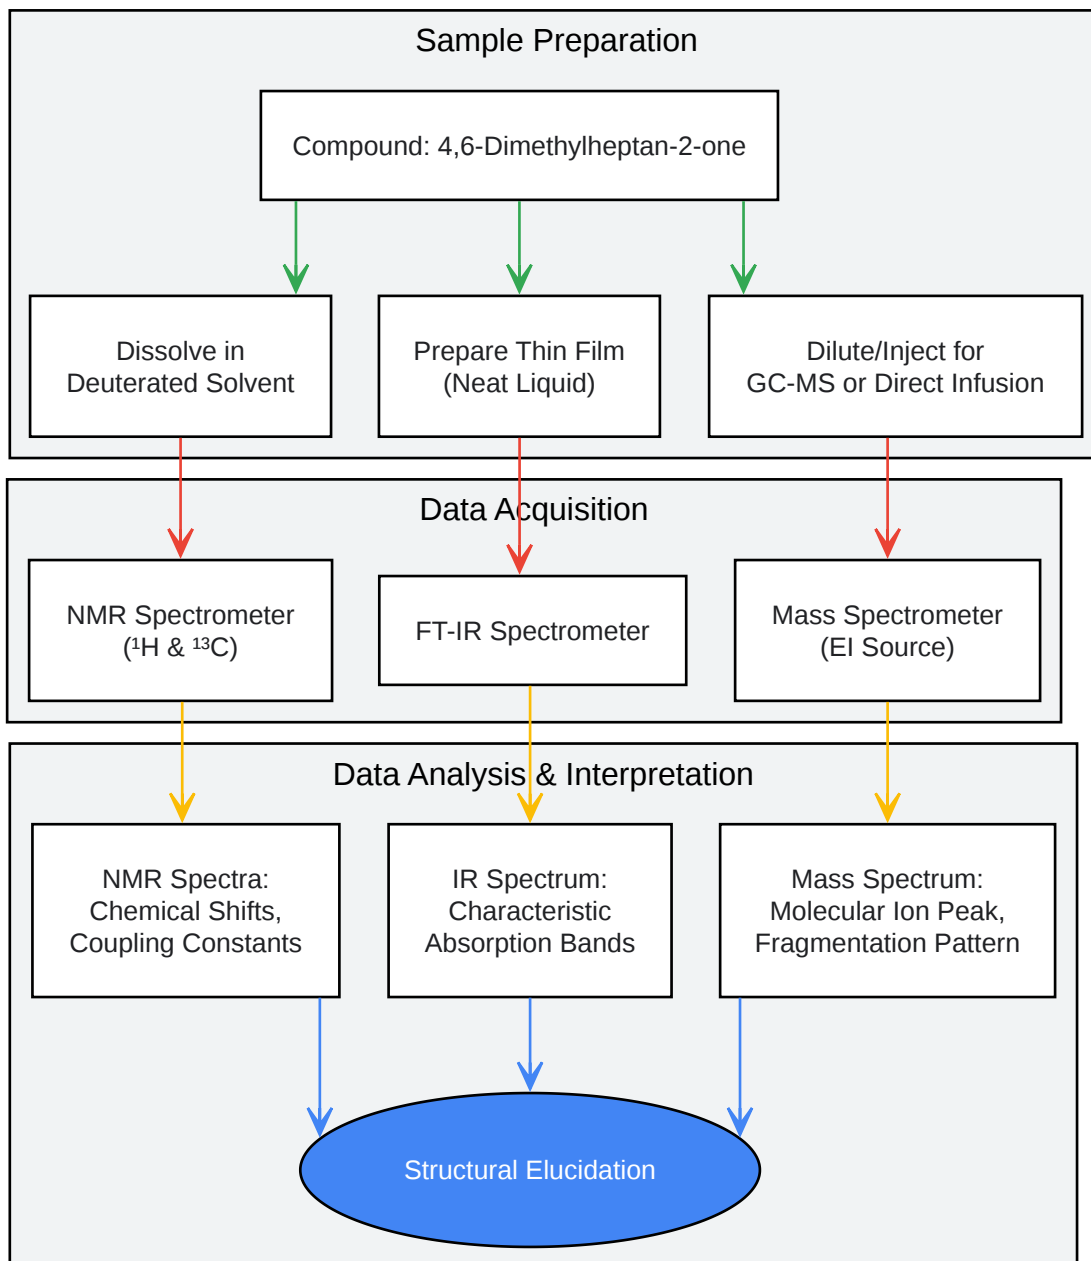 Sample Preparation
Compound: 4,6-Dimethylheptan-2-one
Dissolve in
Deuterated Solvent
Prepare Thin Film
(Neat Liquid)
Dilute/Inject for
GC-MS or Direct Infusion
Data Acquisition
NMR Spectrometer
(¹H & ¹³C)
FT-IR Spectrometer
Mass Spectrometer
(EI Source)
Data Analysis & Interpretation
NMR Spectra:
Chemical Shifts,
Coupling Constants
IR Spectrum:
Characteristic
Absorption Bands
Mass Spectrum:
Molecular Ion Peak,
Fragmentation Pattern
Structural Elucidation